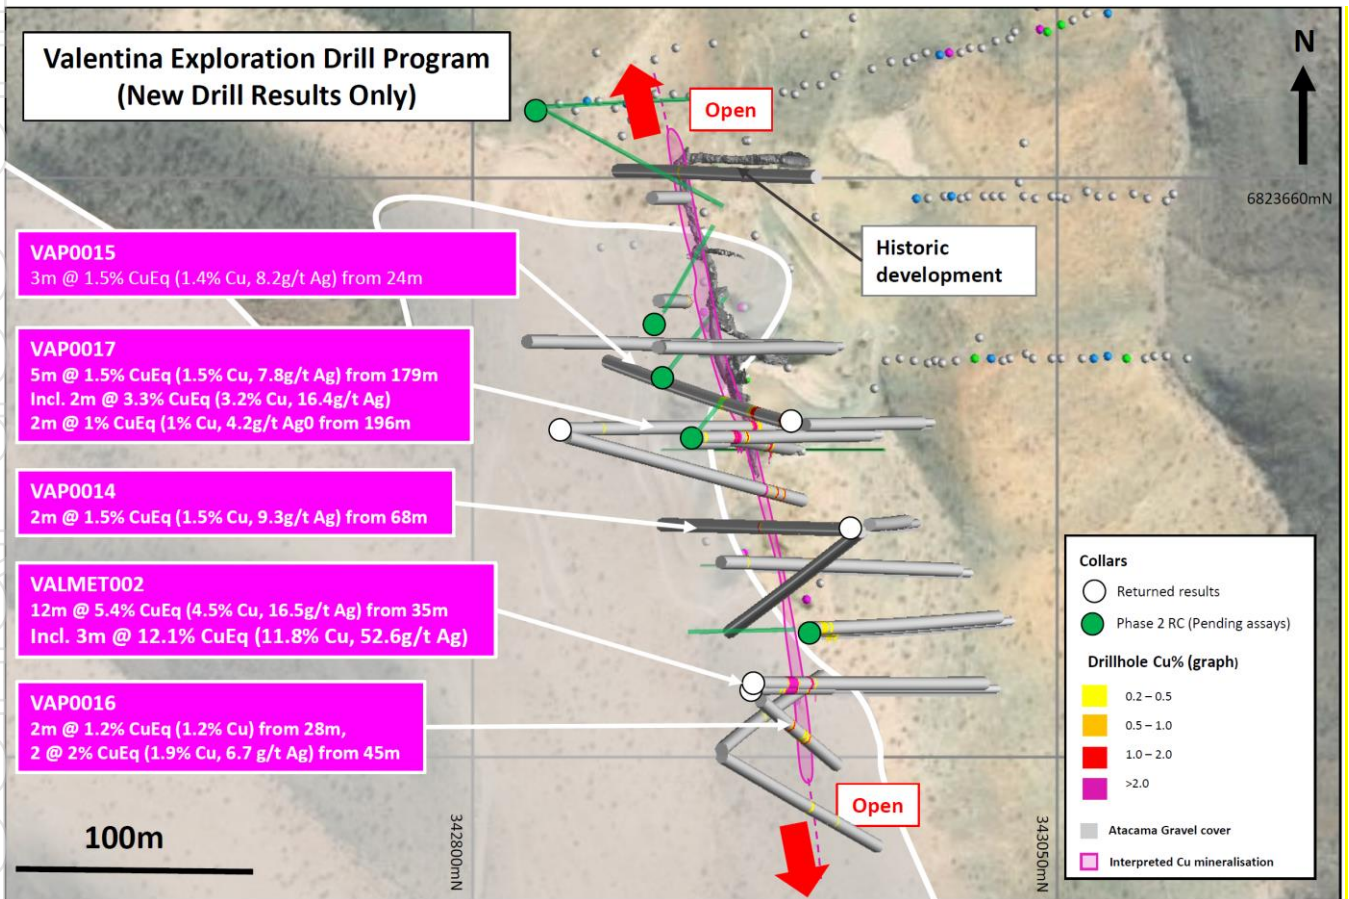 Valentina Exploration Drill Program
(New Drill Results Only)
N
Open
6823660mN
Historic
development
VAP0015
3m @ 1.5% CuEq (1.4% Cu, 8.2g/t Ag) from 24m
VAP0017
5m @ 1.5% CuEq (1.5% Cu, 7.8g/t Ag) from 179m
Incl. 2m @ 3.3% CuEq (3.2% Cu, 16.4g/t Ag)
2m @ 1% CuEq (1% Cu, 4.2g/t Ag0 from 196m
VAP0014
2m @ 1.5% CuEq (1.5% Cu, 9.3g/t Ag) from 68m
VALMET002
12m @ 5.4% CuEq (4.5% Cu, 16.5g/t Ag) from 35m
Incl. 3m @ 12.1% CuEq (11.8% Cu, 52.6g/t Ag)
VAP0016
2m @ 1.2% CuEq (1.2% Cu) from 28m,
2 @ 2% CuEq (1.9% Cu, 6.7 g/t Ag) from 45m
Collars
Returned results
Phase 2 RC (Pending assays)
Drillhole Cu% (graph)
0.2 – 0.5
0.5 – 1.0
1.0 – 2.0
>2.0
Atacama Gravel cover
Interpreted Cu mineralisation
Open
100m
342800mN
343050mN